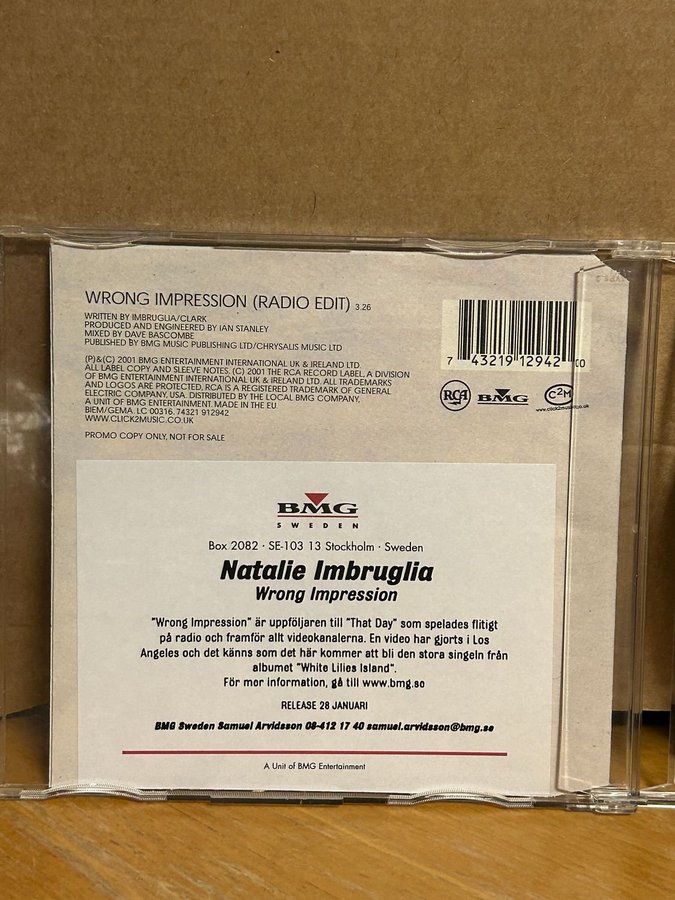 WRONG IMPRESSION (RADIO EDIT) 3.26
WRITTEN BY IMBRUGLIA/CLARK
PRODUCED AND ENGINEERED BY IAN STANLEY
MIXED BY DAVE BASCOMBE
PUBLISHED BY BMG MUSIC PUBLISHING LTD/CHRYSALIS MUSIC LTD
(P)&(C) 2001 BMG ENTERTAINMENT INTERNATIONAL UK & IRELAND LTD.
ALL LABEL COPY AND SLEEVE NOTES. (C) 2001 THE RCA RECORD LABEL, A DIVISION
OF BMG ENTERTAINMENT INTERNATIONAL UK & IRELAND LTD. ALL TRADEMARKS
AND LOGOS ARE PROTECTED. RCA IS A REGISTERED TRADEMARK OF GENERAL
ELECTRIC COMPANY. USA. DISTRIBUTED BY THE LOCAL BMG COMPANY,
A UNIT OF BMG ENTERTAINMENT. MADE IN THE EU.
BIEM/GEMA. LC 00316. 74321 912942
WWW.CLICK2MUSIC.CO.UK
PROMO COPY ONLY, NOT FOR SALE
7 43219 12942 00
RCA BMG C2M
www.click2music.co.uk
BMG
SWEDEN
Box 2082 · SE-103 13 Stockholm · Sweden
Natalie Imbruglia
Wrong Impression
"Wrong Impression" är uppföljaren till "That Day" som spelades flitigt
på radio och framför allt videokanalerna. En video har gjorts i Los
Angeles och det känns som det här kommer att bli den stora singeln från
albumet "White Lilies Island".
För mer information, gå till www.bmg.se
RELEASE 28 JANUARI
BMG Sweden Samuel Arvidsson 08-412 17 40 samuel.arvidsson@bmg.se
A Unit of BMG Entertainment